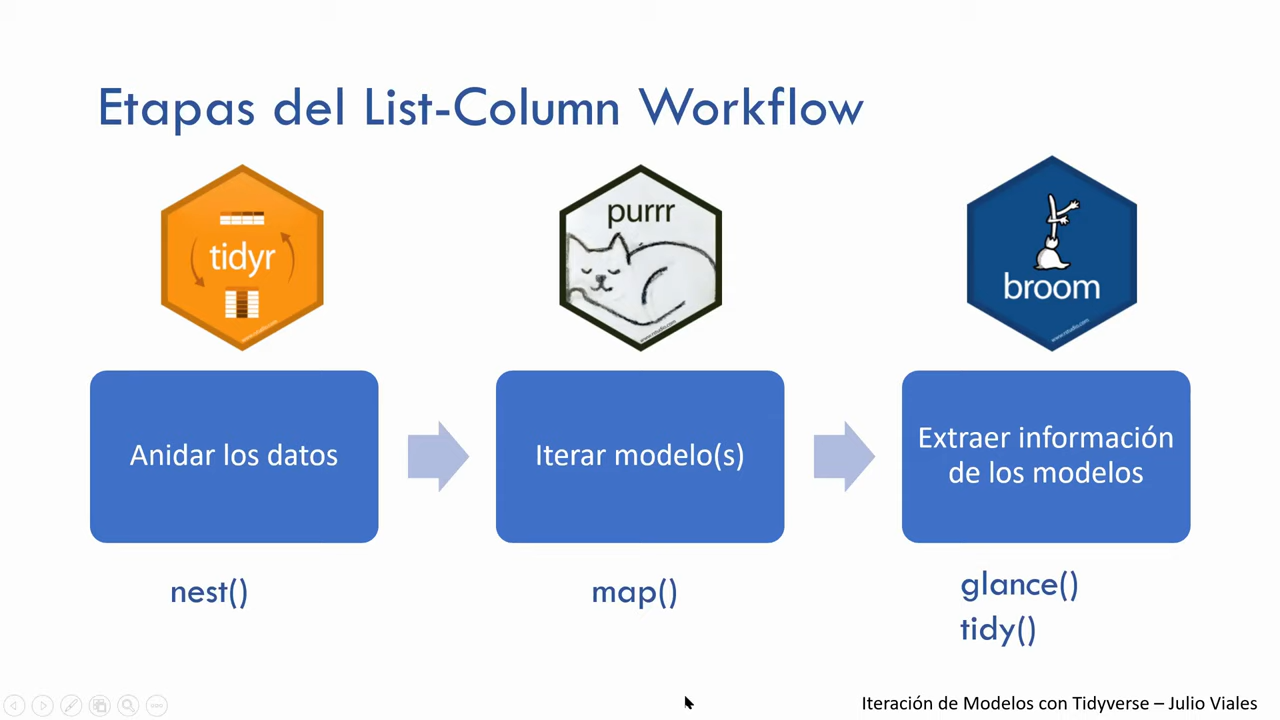 Etapas del List-Column Workflow
tidyr
purrr
broom
Anidar los datos
Iterar modelo(s)
Extraer información
de los modelos
nest()
map()
glance()
tidy()
Iteración de Modelos con Tidyverse – Julio Viales